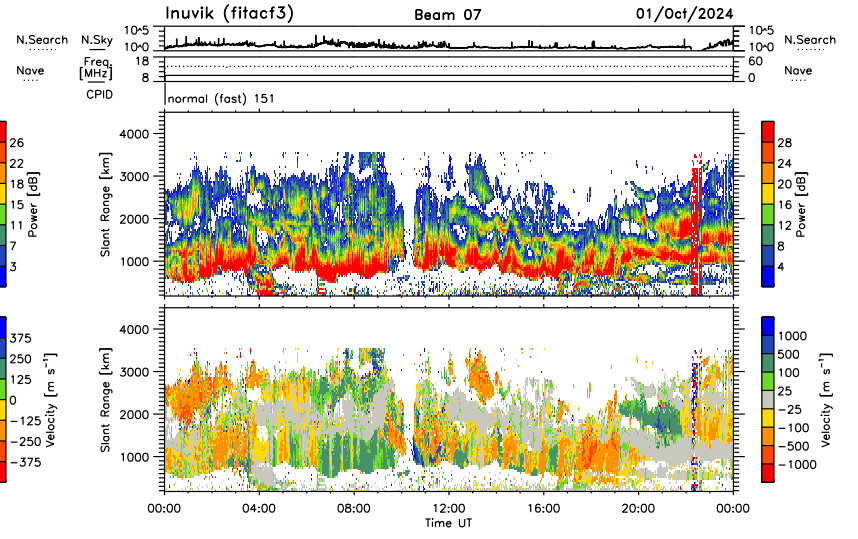 Inuvik (fitacf3) Beam 07 01/Oct/2024
N.Search N.Sky 10^5 10^0 10^5 10^0 N.Search
Nave Freq. [MHz] 18 8 60 0 Nave
CPID normal (fast) 151
Power [dB] 26 22 18 15 11 7 3
Slant Range [km] 4000 3000 2000 1000
Power [dB] 28 24 20 16 12 8 4
Velocity [m s⁻¹] 375 250 125 0 −125 −250 −375
Slant Range [km] 4000 3000 2000 1000
Velocity [m s⁻¹] 1000 500 100 25 −25 −100 −500 −1000
00:00 04:00 08:00 12:00 16:00 20:00 00:00
Time UT